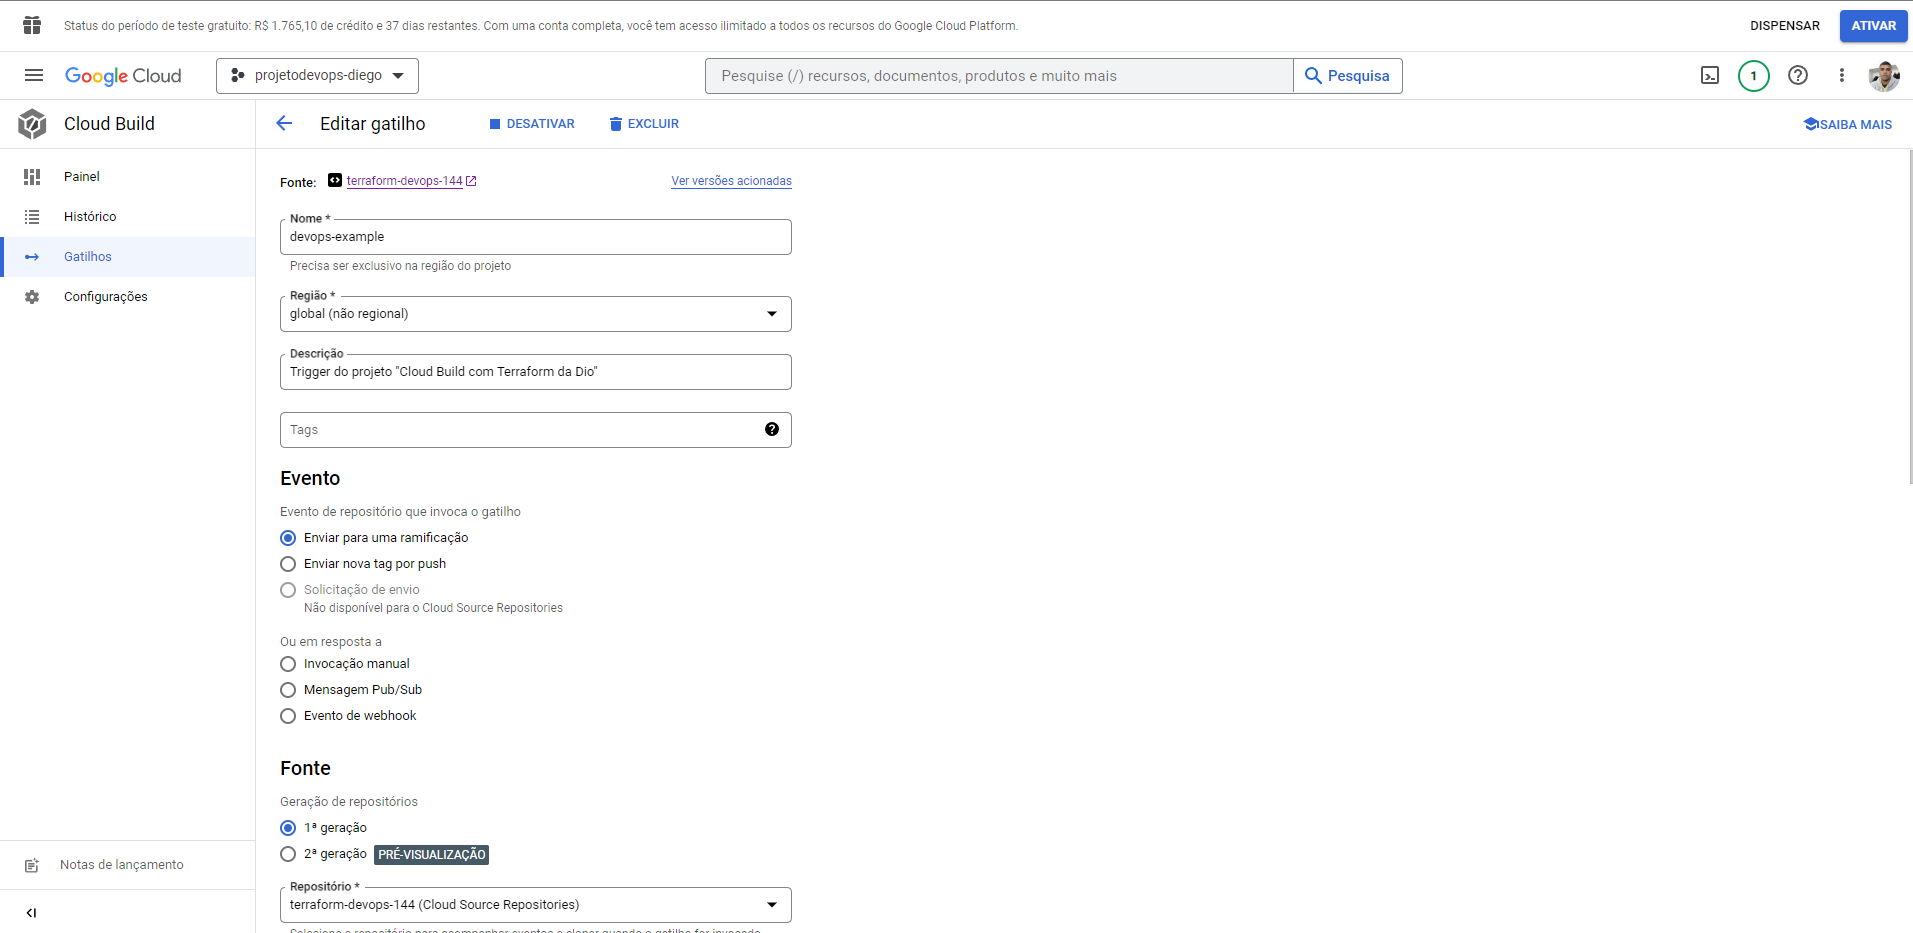 Status do período de teste gratuito: R$ 1.765,10 de crédito e 37 dias restantes. Com uma conta completa, você tem acesso ilimitado a todos os recursos do Google Cloud Platform.
DISPENSAR
ATIVAR
Google Cloud
projetodevops-diego
Pesquise (/) recursos, documentos, produtos e muito mais
Pesquisa
1
Cloud Build
Editar gatilho
DESATIVAR
EXCLUIR
SAIBA MAIS
Painel
Histórico
Gatilhos
Configurações
Notas de lançamento
Fonte: terraform-devops-144
Ver versões acionadas
Nome *
devops-example
Precisa ser exclusivo na região do projeto
Região *
global (não regional)
Descrição
Trigger do projeto "Cloud Build com Terraform da Dio"
Tags
Evento
Evento de repositório que invoca o gatilho
Enviar para uma ramificação
Enviar nova tag por push
Solicitação de envio
Não disponível para o Cloud Source Repositories
Ou em resposta a
Invocação manual
Mensagem Pub/Sub
Evento de webhook
Fonte
Geração de repositórios
1ª geração
2ª geração PRÉ-VISUALIZAÇÃO
Repositório *
terraform-devops-144 (Cloud Source Repositories)